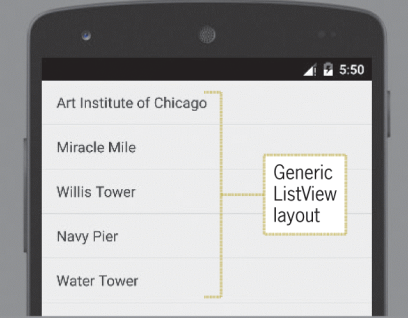 5:50
Art Institute of Chicago
Miracle Mile
Willis Tower
Navy Pier
Water Tower
Generic
ListView
layout